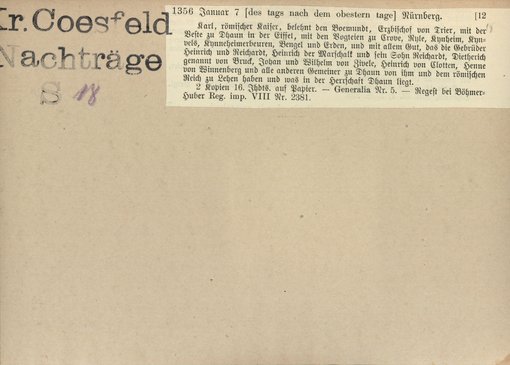 Kr. Coesfeld
Nachträge
S 18
1356 Januar 7 [des tags nach dem obestern tage] Nürnberg. [12
Karl, römischer Kaiser, belehnt den Boemundt, Erzbischof von Trier, mit der
Veste zu Dhaun in der Eiffel, mit den Vogteien zu Crove, Ryle, Kynheim, Kyn-
vels, Kynneheimerbeuren, Bengel und Erden, und mit allem Gut, das die Gebrüder
Heinrich und Reichardt, Heinrich der Marschalk und sein Sohn Reichardt, Dietherich
genannt von Bruck, Johan und Wilhelm von Zivele, Heinrich von Clotten, Henne
von Winnenberg und alle anderen Gemeiner zu Dhaun von ihm und dem römischen
Reich zu Lehen haben und was in der Herrschaft Dhaun liegt.
2 Kopien 16. Jhdts. auf Papier. — Generalia Nr. 5. — Regest bei Böhmer-
Huber Reg. imp. VIII Nr. 2381.